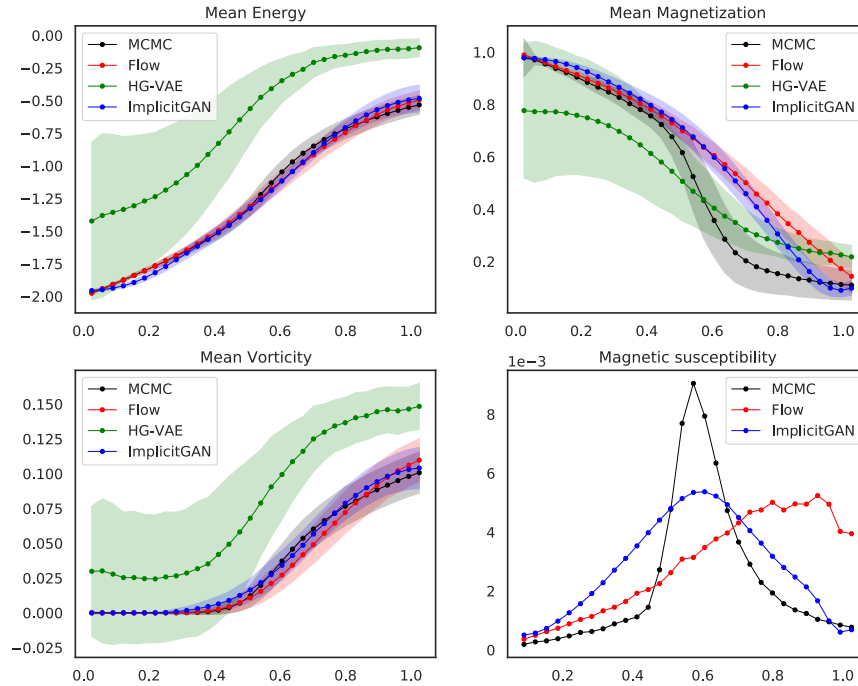 Mean Energy
0.00
−0.25
−0.50
−0.75
−1.00
−1.25
−1.50
−1.75
−2.00
MCMC
Flow
HG-VAE
ImplicitGAN
0.0 0.2 0.4 0.6 0.8 1.0
Mean Magnetization
1.0
0.8
0.6
0.4
0.2
MCMC
Flow
HG-VAE
ImplicitGAN
0.0 0.2 0.4 0.6 0.8 1.0
Mean Vorticity
0.150
0.125
0.100
0.075
0.050
0.025
0.000
−0.025
MCMC
Flow
HG-VAE
ImplicitGAN
0.0 0.2 0.4 0.6 0.8 1.0
1e−3 Magnetic susceptibility
8
6
4
2
0
MCMC
Flow
ImplicitGAN
0.2 0.4 0.6 0.8 1.0